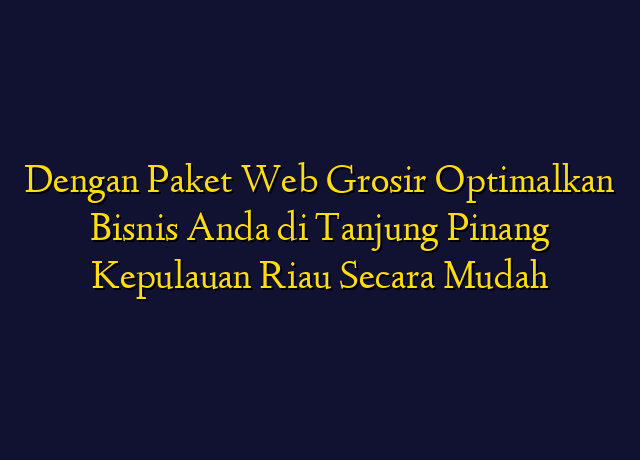 Dengan Paket Web Grosir Optimalkan
Bisnis Anda di Tanjung Pinang
Kepulauan Riau Secara Mudah